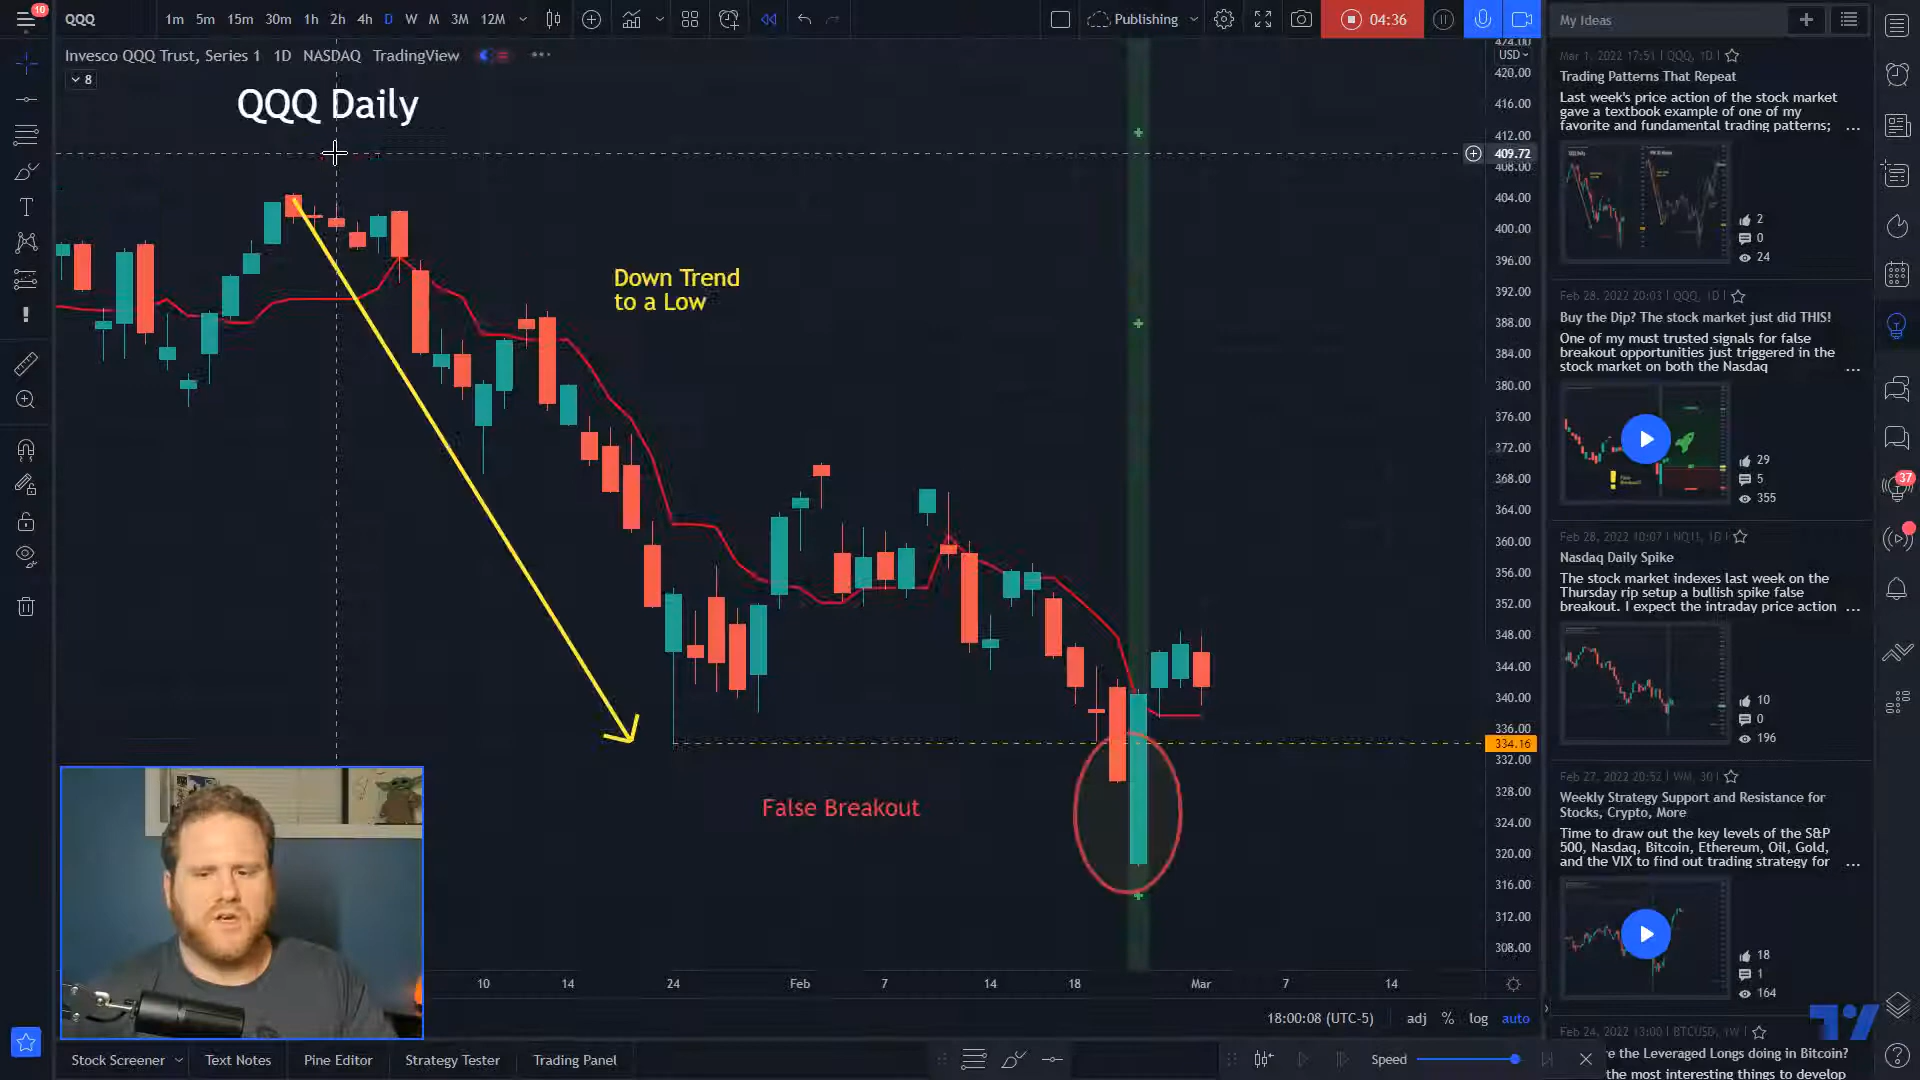 10
QQQ
1m 5m 15m 30m 1h 2h 4h D W M 3M 12M
Publishing
04:36
My Ideas
Invesco QQQ Trust, Series 1 1D NASDAQ TradingView
8
QQQ Daily
Down Trend
to a Low
False Breakout
USD
420.00
416.00
412.00
409.72
408.00
404.00
400.00
396.00
392.00
388.00
384.00
380.00
376.00
372.00
368.00
364.00
360.00
356.00
352.00
348.00
344.00
340.00
336.00
334.16
332.00
328.00
324.00
320.00
316.00
312.00
308.00
10 14 24 Feb 7 14 18 Mar 7 14
18:00:08 (UTC-5) adj % log auto
Stock Screener Text Notes Pine Editor Strategy Tester Trading Panel
Speed
Mar 1, 2022 17:51 | QQQ, 1D
Trading Patterns That Repeat
Last week's price action of the stock market
gave a textbook example of one of my
favorite and fundamental trading patterns; ...
2
0
24
Feb 28, 2022 20:03 | QQQ, 1D
Buy the Dip? The stock market just did THIS!
One of my must trusted signals for false
breakout opportunities just triggered in the
stock market on both the Nasdaq ...
29
5
355
Feb 28, 2022 10:07 | NQ1!, 1D
Nasdaq Daily Spike
The stock market indexes last week on the
Thursday rip setup a bullish spike false
breakout. I expect the intraday price action ...
10
0
196
Feb 27, 2022 20:52 | WM, 30
Weekly Strategy Support and Resistance for
Stocks, Crypto, More
Time to draw out the key levels of the S&P
500, Nasdaq, Bitcoin, Ethereum, Oil, Gold,
and the VIX to find out trading strategy for ...
18
1
164
Feb 24, 2022 13:00 | BTCUSD, 1W
re the Leveraged Longs doing in Bitcoin?
the most interesting things to develop
37